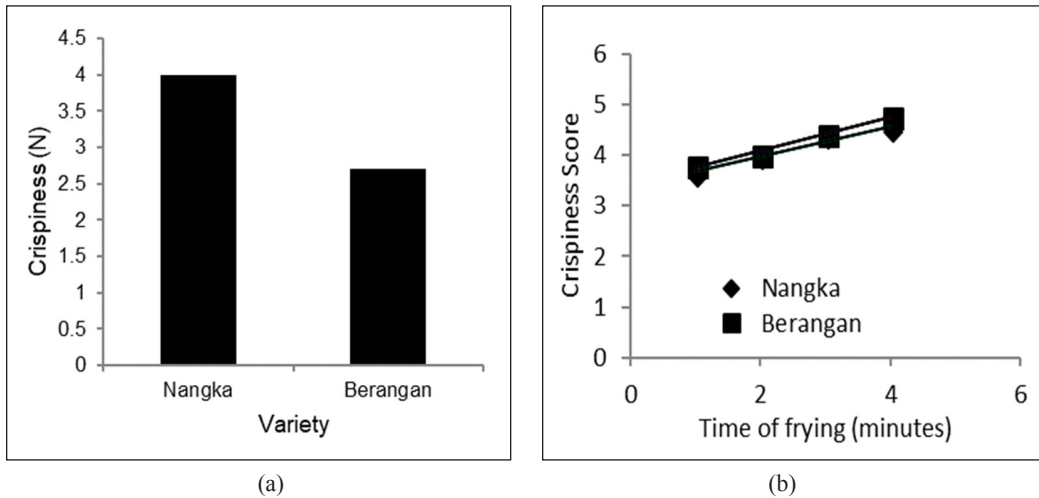 4.5
4
3.5
3
2.5
2
1.5
1
0.5
0
Crispiness (N)
Nangka
Berangan
Variety
(a)
6
5
4
3
2
1
0
Crispiness Score
Nangka
Berangan
0 2 4 6
Time of frying (minutes)
(b)